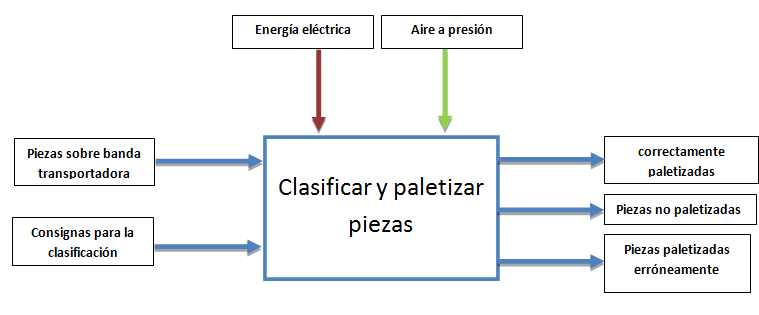 Energía eléctrica
Aire a presión
Piezas sobre banda
transportadora
Consignas para la
clasificación
Clasificar y paletizar
piezas
correctamente
paletizadas
Piezas no paletizadas
Piezas paletizadas
erróneamente